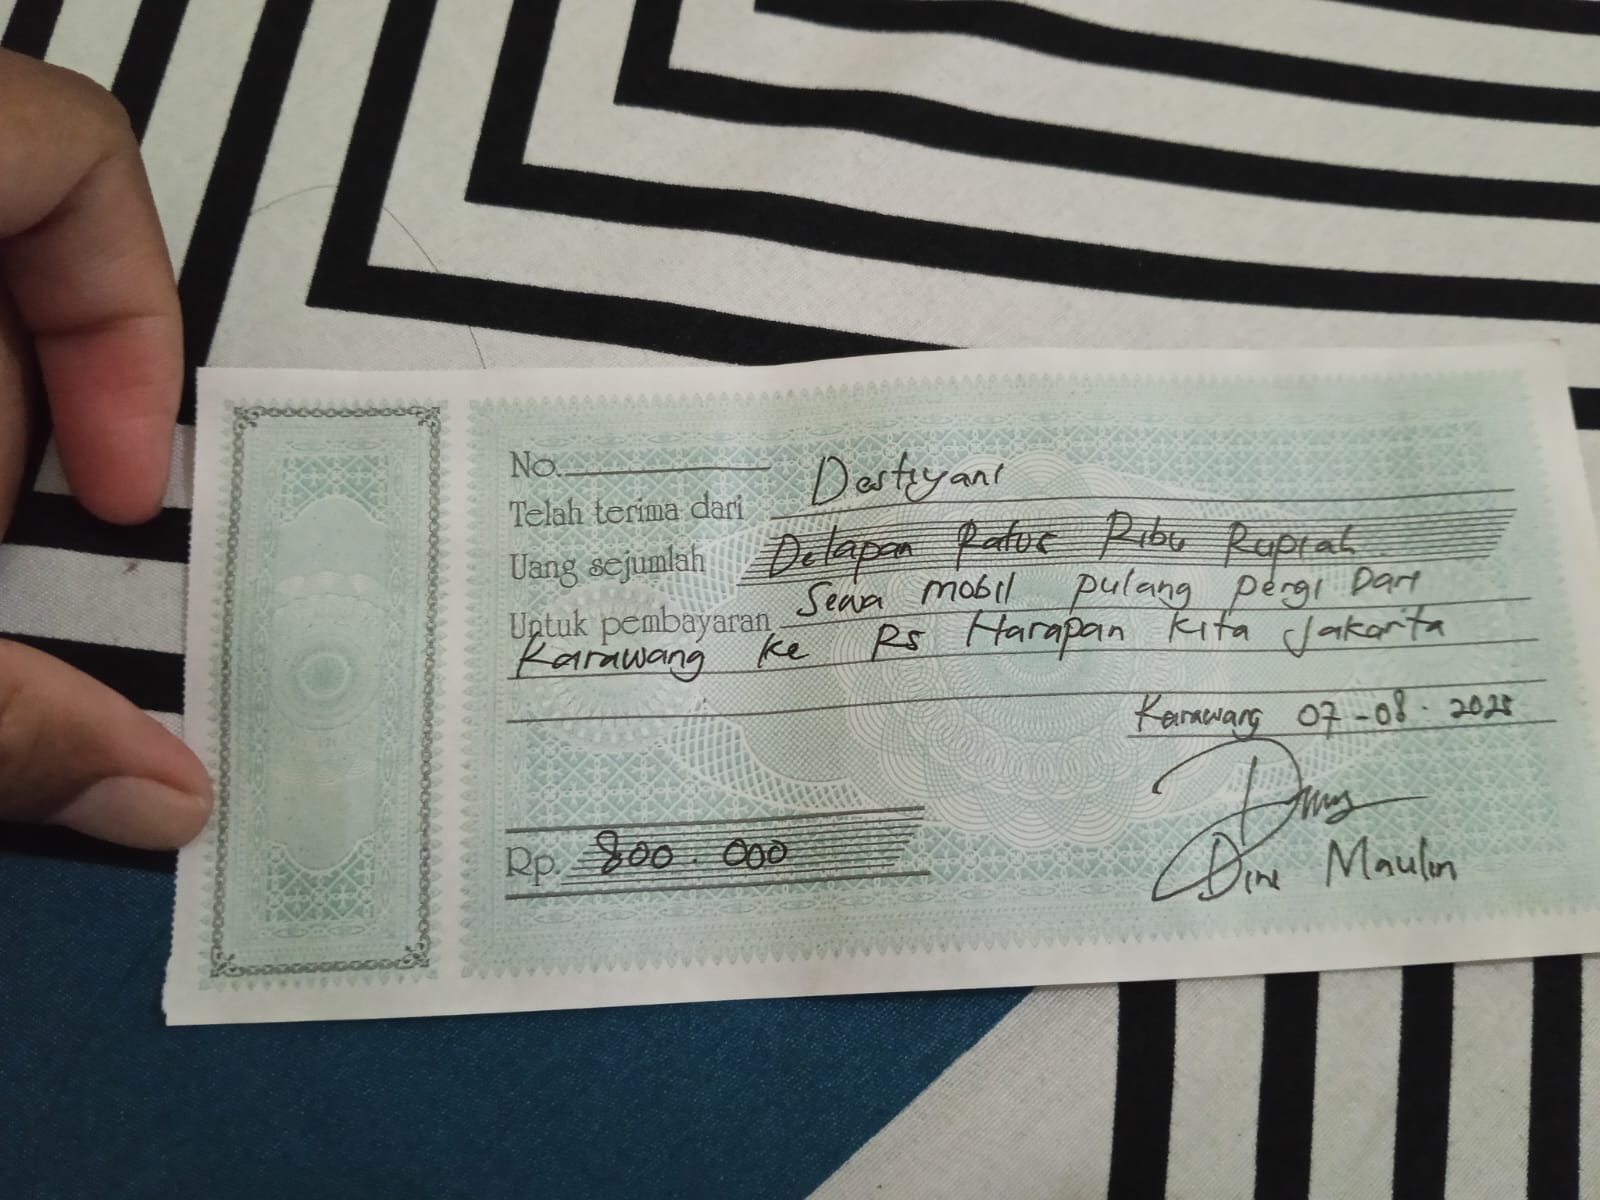 No.
Telah terima dari Destiyani
Uang sejumlah Delapan Ratus Ribu Rupiah
Untuk pembayaran Sewa mobil pulang pergi Dari
Karawang ke RS Harapan Kita Jakarta
Karawang 07-08-2025
Rp. 800.000
Dine Maulin